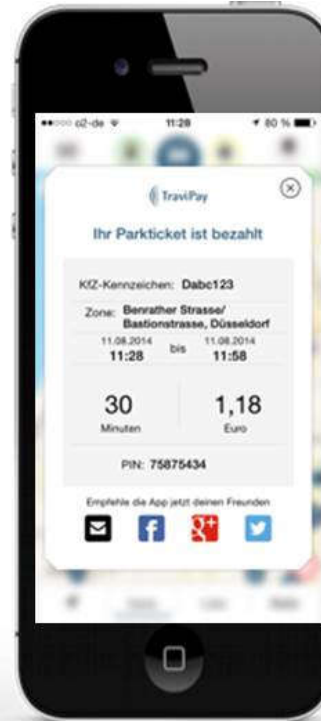 o2-de 11:28 80 %
TraviPay
Ihr Parkticket ist bezahlt
KfZ-Kennzeichen: Dabc123
Zone: Benrather Strasse/
Bastionstrasse, Düsseldorf
11.08.2014 bis 11.08.2014
11:28 11:58
30 1,18
Minuten Euro
PIN: 75875434
Empfehle die App jetzt deinen Freunden
f g+